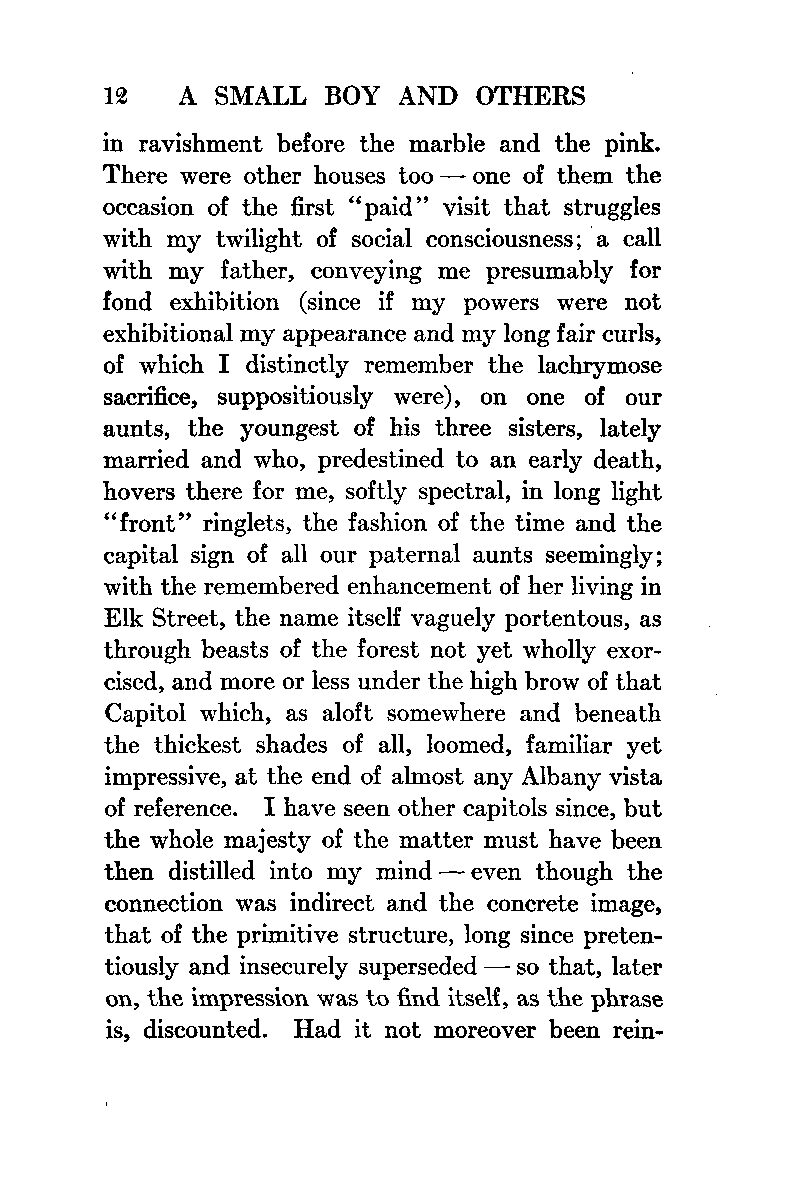 12 A SMALL BOY AND OTHERS
in ravishment before the marble and the pink.
There were other houses too — one of them the
occasion of the first “paid” visit that struggles
with my twilight of social consciousness; a call
with my father, conveying me presumably for
fond exhibition (since if my powers were not
exhibitional my appearance and my long fair curls,
of which I distinctly remember the lachrymose
sacrifice, suppositiously were), on one of our
aunts, the youngest of his three sisters, lately
married and who, predestined to an early death,
hovers there for me, softly spectral, in long light
“front” ringlets, the fashion of the time and the
capital sign of all our paternal aunts seemingly;
with the remembered enhancement of her living in
Elk Street, the name itself vaguely portentous, as
through beasts of the forest not yet wholly exor-
cised, and more or less under the high brow of that
Capitol which, as aloft somewhere and beneath
the thickest shades of all, loomed, familiar yet
impressive, at the end of almost any Albany vista
of reference. I have seen other capitols since, but
the whole majesty of the matter must have been
then distilled into my mind — even though the
connection was indirect and the concrete image,
that of the primitive structure, long since preten-
tiously and insecurely superseded — so that, later
on, the impression was to find itself, as the phrase
is, discounted. Had it not moreover been rein-